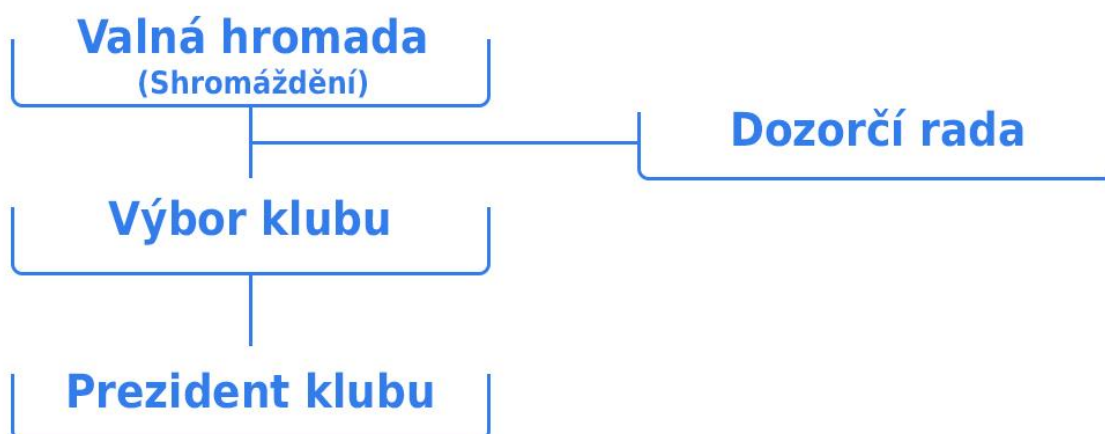 Valná hromada
(Shromáždění)
Dozorčí rada
Výbor klubu
Prezident klubu